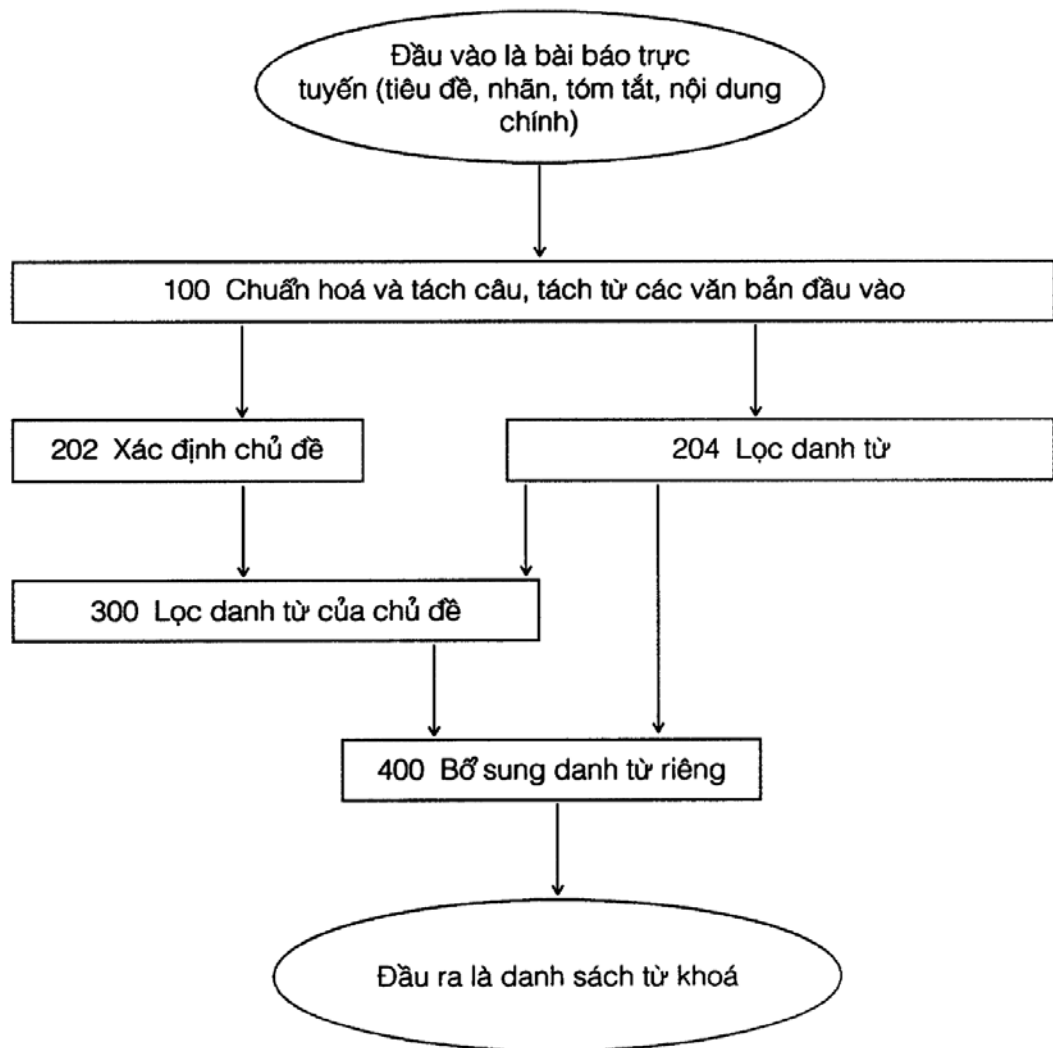 Đầu vào là bài báo trực
tuyến (tiêu đề, nhãn, tóm tắt, nội dung
chính)
100 Chuẩn hoá và tách câu, tách từ các văn bản đầu vào
202 Xác định chủ đề
204 Lọc danh từ
300 Lọc danh từ của chủ đề
400 Bổ sung danh từ riêng
Đầu ra là danh sách từ khoá